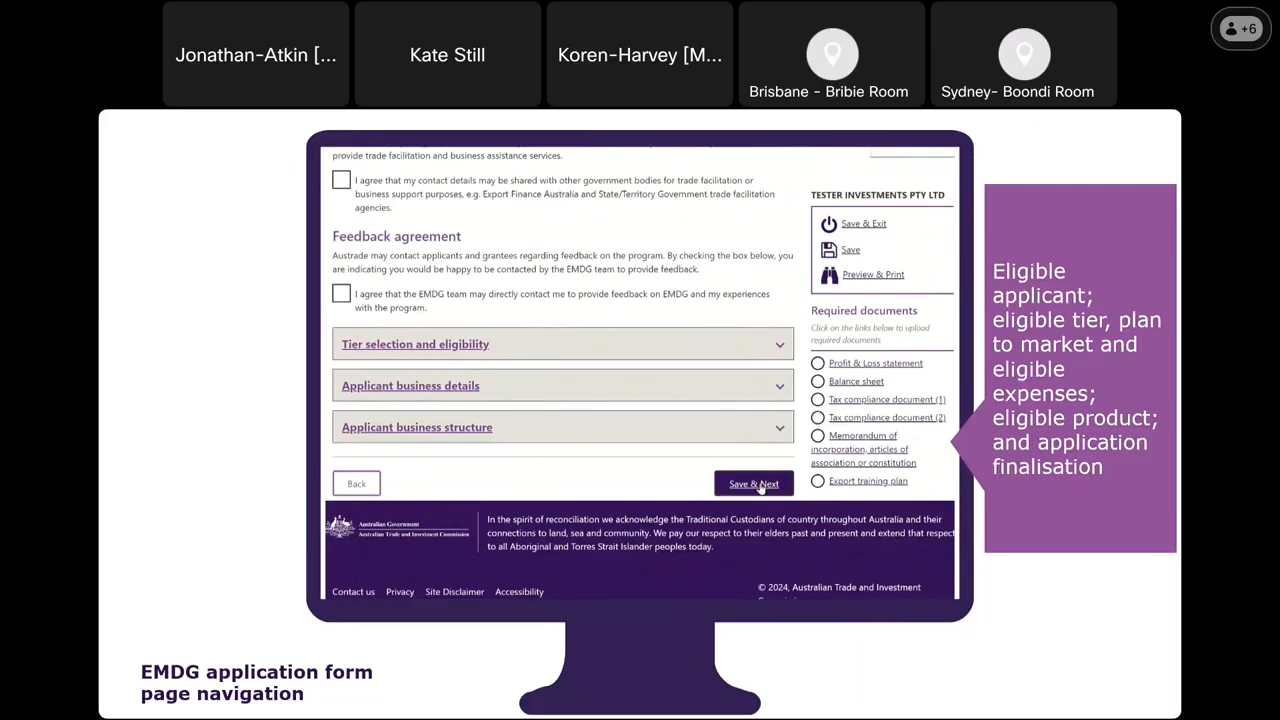 Jonathan-Atkin [...
Kate Still
Koren-Harvey [M...
Brisbane - Bribie Room
Sydney- Boondi Room
+6
provide trade facilitation and business assistance services.
I agree that my contact details may be shared with other government bodies for trade facilitation or
business support purposes, e.g. Export Finance Australia and State/Territory Government trade facilitation
agencies.
Feedback agreement
Austrade may contact applicants and grantees regarding feedback on the program. By checking the box below, you
are indicating you would be happy to be contacted by the EMDG team to provide feedback.
I agree that the EMDG team may directly contact me to provide feedback on EMDG and my experiences
with the program.
Tier selection and eligibility
Applicant business details
Applicant business structure
Back
Save & Next
TESTER INVESTMENTS PTY LTD
Save & Exit
Save
Preview & Print
Required documents
Click on the links below to upload
required documents
Profit & Loss statement
Balance sheet
Tax compliance document (1)
Tax compliance document (2)
Memorandum of
incorporation, articles of
association or constitution
Export training plan
Australian Government
Australian Trade and Investment Commission
In the spirit of reconciliation we acknowledge the Traditional Custodians of country throughout Australia and their
connections to land, sea and community. We pay our respect to their elders past and present and extend that respect
to all Aboriginal and Torres Strait Islander peoples today.
Contact us
Privacy
Site Disclaimer
Accessibility
© 2024, Australian Trade and Investment
Eligible
applicant;
eligible tier, plan
to market and
eligible
expenses;
eligible product;
and application
finalisation
EMDG application form
page navigation